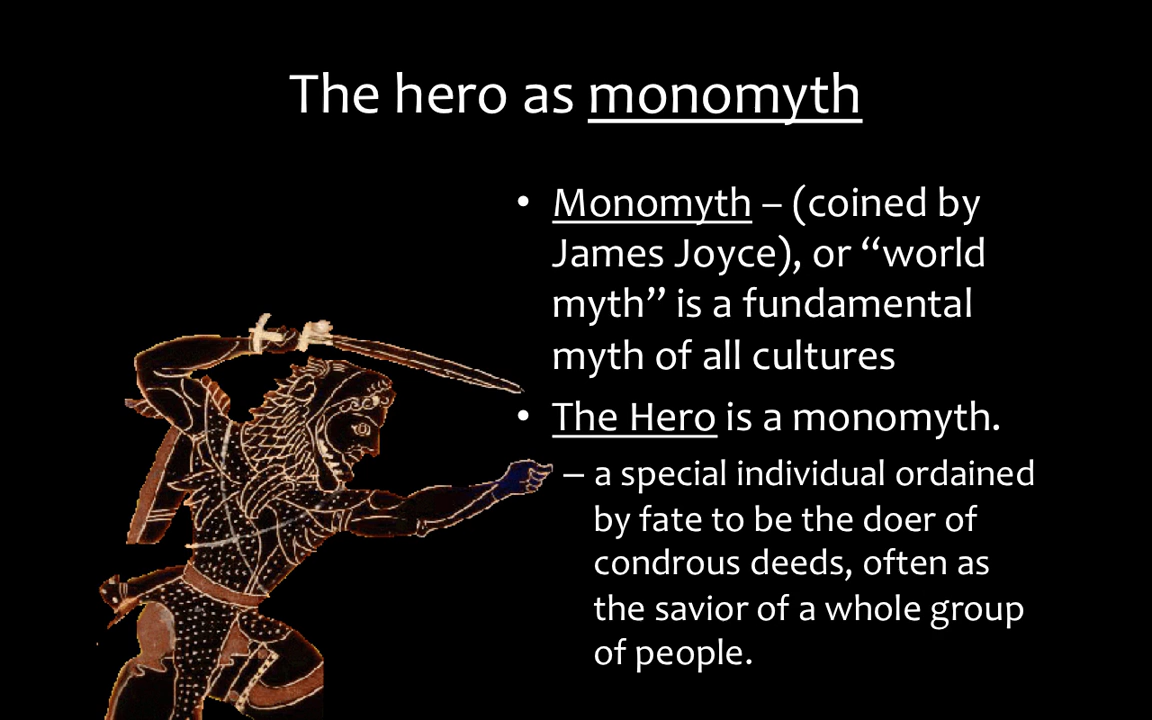 The hero as monomyth
• Monomyth – (coined by
James Joyce), or “world
myth” is a fundamental
myth of all cultures
• The Hero is a monomyth.
– a special individual ordained
by fate to be the doer of
condrous deeds, often as
the savior of a whole group
of people.